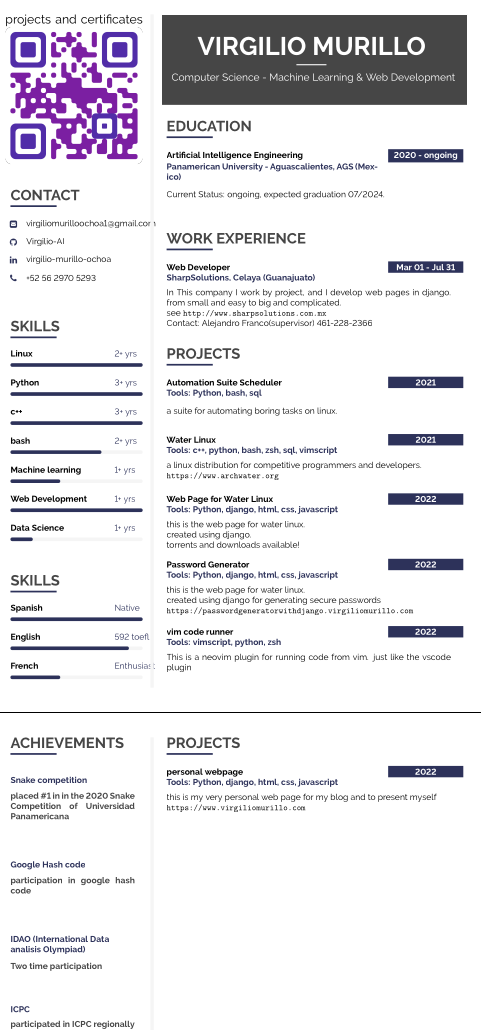 projects and certificates
CONTACT
virgiliomurilloochoa1@gmail.com
Virgilio-AI
virgilio-murillo-ochoa
+52 56 2970 5293
SKILLS
Linux 2+ yrs
Python 3+ yrs
c++ 3+ yrs
bash 2+ yrs
Machine learning 1+ yrs
Web Development 1+ yrs
Data Science 1+ yrs
SKILLS
Spanish Native
English 592 toefl
French Enthusiast
VIRGILIO MURILLO
Computer Science - Machine Learning & Web Development
EDUCATION
Artificial Intelligence Engineering 2020 - ongoing
Panamerican University - Aguascalientes, AGS (Mex-
ico)
Current Status: ongoing, expected graduation 07/2024.
WORK EXPERIENCE
Web Developer Mar 01 - Jul 31
SharpSolutions, Celaya (Guanajuato)
In This company I work by project, and I develop web pages in django.
from small and easy to big and complicated.
see http://www.sharpsolutions.com.mx
Contact: Alejandro Franco(supervisor) 461-228-2366
PROJECTS
Automation Suite Scheduler 2021
Tools: Python, bash, sql
a suite for automating boring tasks on linux.
Water Linux 2021
Tools: c++, python, bash, zsh, sql, vimscript
a linux distribution for competitive programmers and developers.
https://www.archwater.org
Web Page for Water Linux 2022
Tools: Python, django, html, css, javascript
this is the web page for water linux.
created using django.
torrents and downloads available!
Password Generator 2022
Tools: Python, django, html, css, javascript
this is the web page for water linux.
created using django for generating secure passwords
https://passwordgeneratorvithdjango.virgiliomurillo.com
vim code runner 2022
Tools: vimscript, python, zsh
This is a neovim plugin for running code from vim. just like the vscode
plugin
ACHIEVEMENTS
Snake competition
placed #1 in in the 2020 Snake
Competition of Universidad
Panamericana
Google Hash code
participation in google hash
code
IDAO (International Data
analisis Olympiad)
Two time participation
ICPC
participated in ICPC regionally
PROJECTS
personal webpage 2022
Tools: Python, django, html, css, javascript
this is my very personal web page for my blog and to present myself
https://www.virgiliomurillo.com